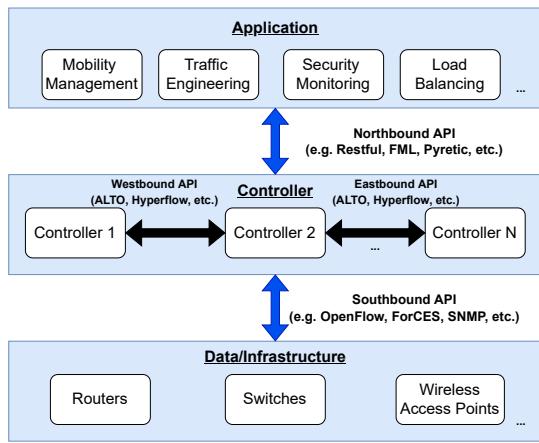 Application
Mobility
Management
Traffic
Engineering
Security
Monitoring
Load
Balancing
...
Northbound API
(e.g. Restful, FML, Pyretic, etc.)
Westbound API
(ALTO, Hyperflow, etc.)
Controller
Eastbound API
(ALTO, Hyperflow, etc.)
Controller 1
Controller 2
...
Controller N
Southbound API
(e.g. OpenFlow, ForCES, SNMP, etc.)
Data/Infrastructure
Routers
Switches
Wireless
Access Points
...